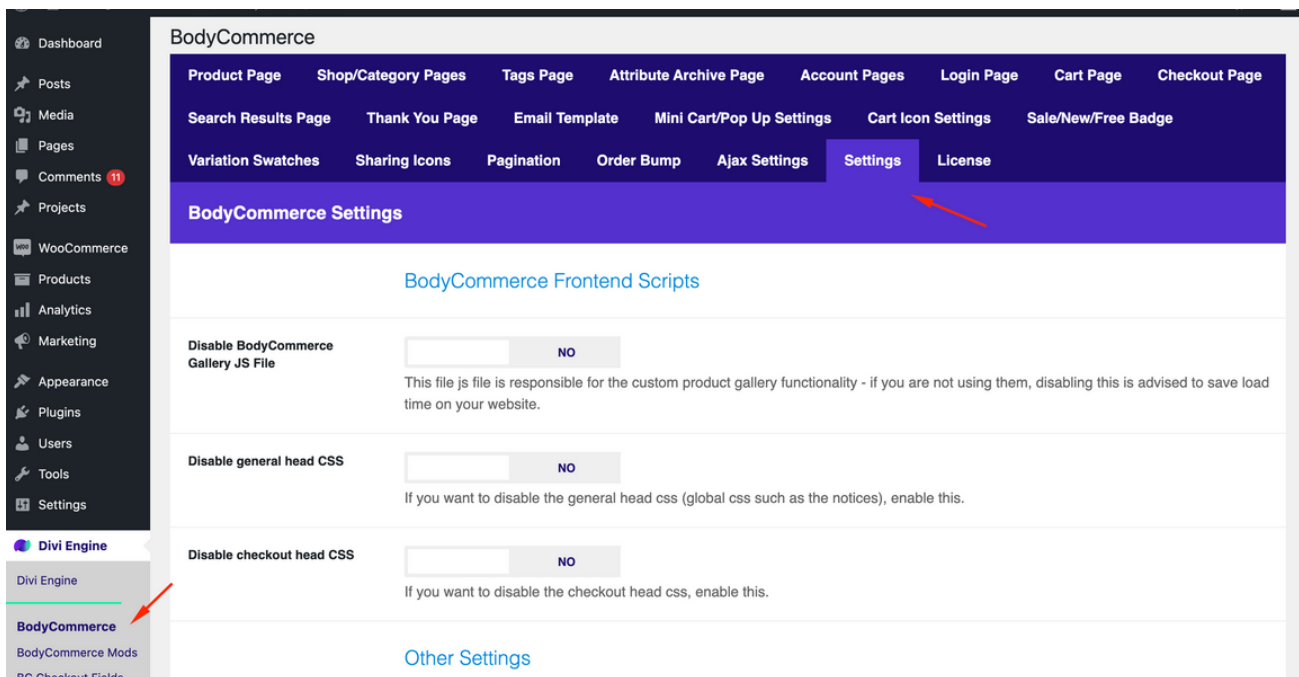 BodyCommerce
Dashboard
Posts
Media
Pages
Comments 11
Projects
WooCommerce
Products
Analytics
Marketing
Appearance
Plugins
Users
Tools
Settings
Divi Engine
Divi Engine
BodyCommerce
BodyCommerce Mods
BC Checkout Fields
Product Page Shop/Category Pages Tags Page Attribute Archive Page Account Pages Login Page Cart Page Checkout Page
Search Results Page Thank You Page Email Template Mini Cart/Pop Up Settings Cart Icon Settings Sale/New/Free Badge
Variation Swatches Sharing Icons Pagination Order Bump Ajax Settings Settings License
BodyCommerce Settings
BodyCommerce Frontend Scripts
Disable BodyCommerce
Gallery JS File
NO
This file js file is responsible for the custom product gallery functionality - if you are not using them, disabling this is advised to save load
time on your website.
Disable general head CSS
NO
If you want to disable the general head css (global css such as the notices), enable this.
Disable checkout head CSS
NO
If you want to disable the checkout head css, enable this.
Other Settings